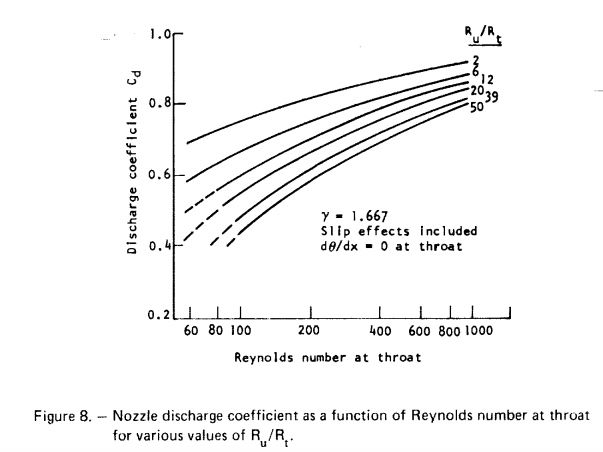 1.0
0.8
0.6
0.4
0.2
Discharge coefficient C_d
R_u/R_t
2
6
12
20
39
50
γ = 1.667
Slip effects included
dθ/dx = 0 at throat
60 80 100 200 400 600 800 1000
Reynolds number at throat
Figure 8. — Nozzle discharge coefficient as a function of Reynolds number at throat
for various values of R_u/R_t.